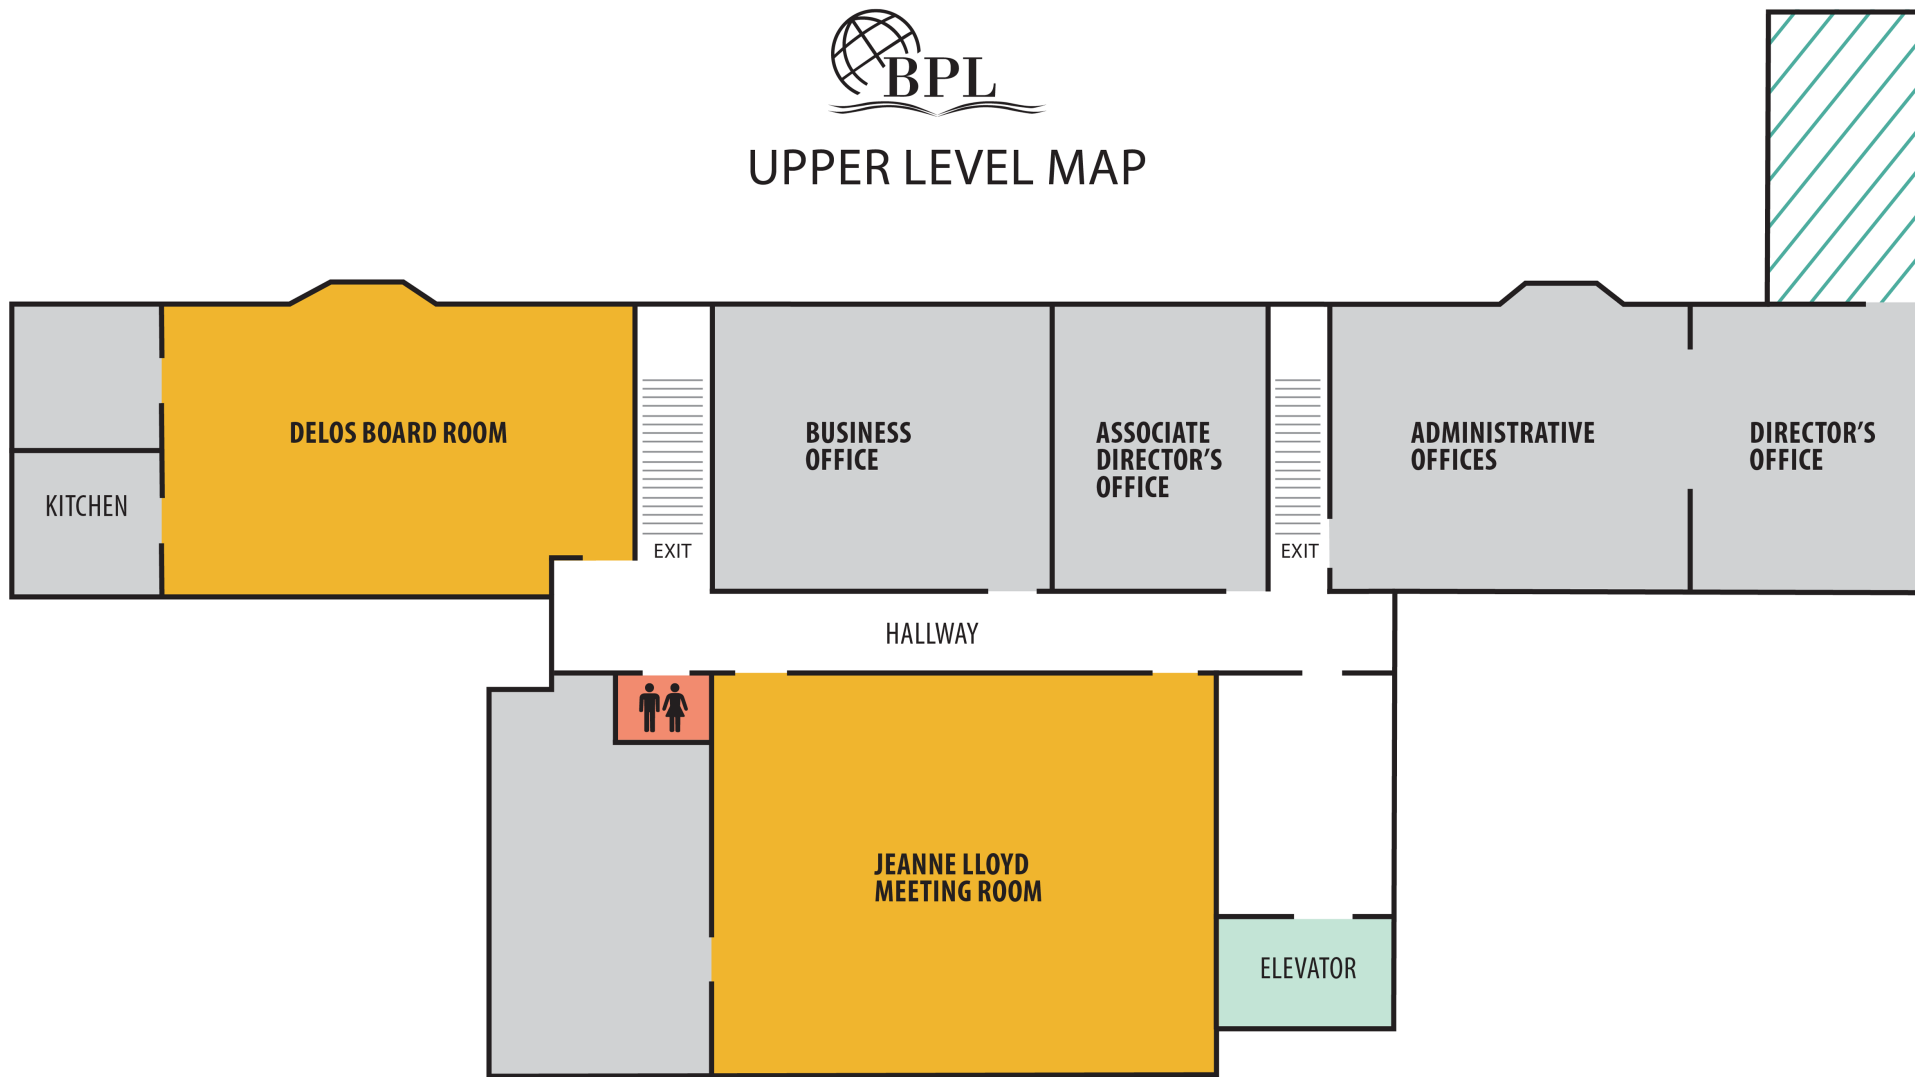 BPL
UPPER LEVEL MAP
DELOS BOARD ROOM
KITCHEN
EXIT
BUSINESS
OFFICE
ASSOCIATE
DIRECTOR'S
OFFICE
EXIT
ADMINISTRATIVE
OFFICES
DIRECTOR'S
OFFICE
HALLWAY
JEANNE LLOYD
MEETING ROOM
ELEVATOR